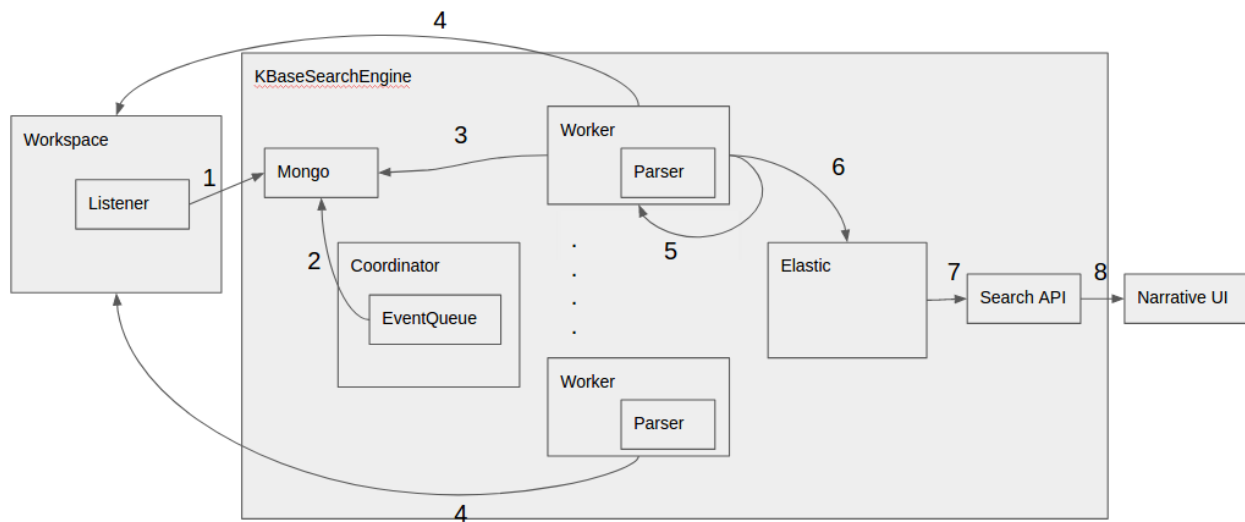 4
KBaseSearchEngine
Workspace
Listener
1
Mongo
3
Worker
Parser
6
5
2
Coordinator
EventQueue
.
.
.
.
Elastic
7
Search API
8
Narrative UI
Worker
Parser
4